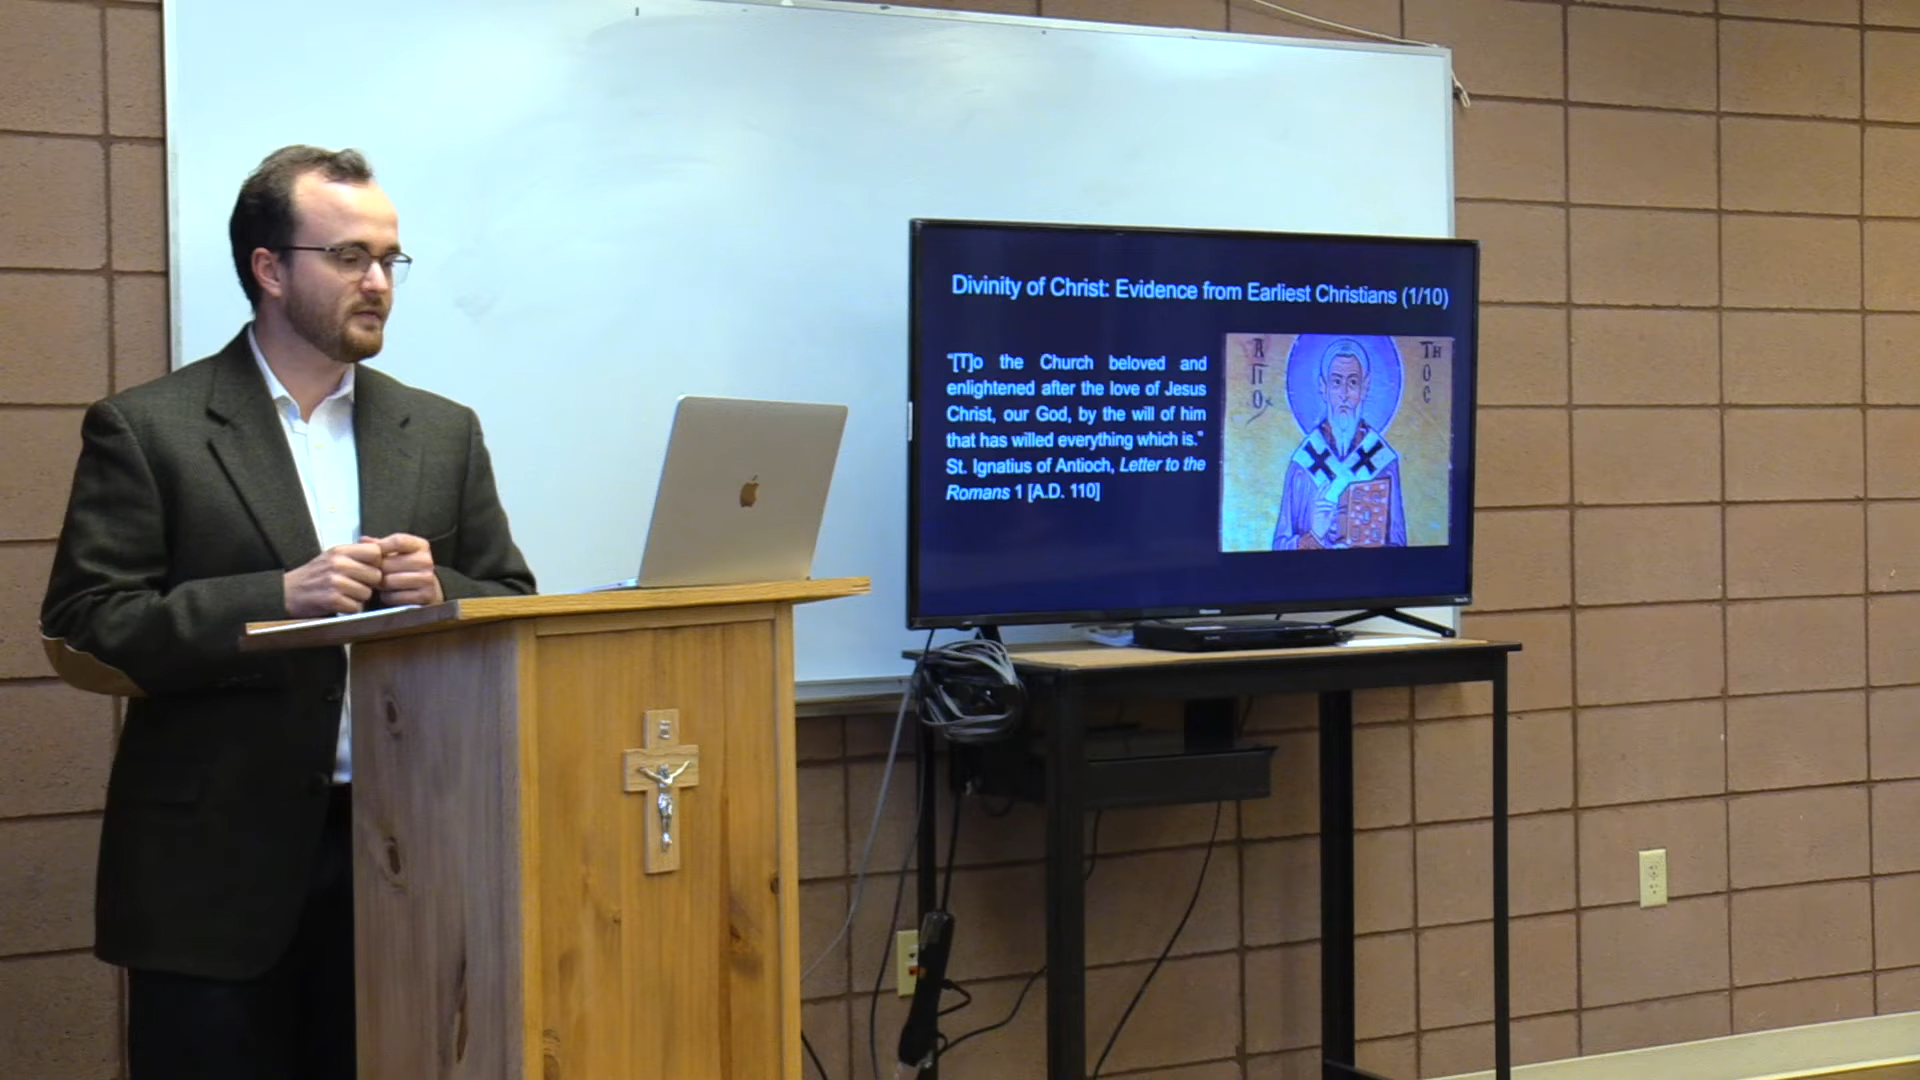 Divinity of Christ: Evidence from Earliest Christians (1/10)
“[T]o the Church beloved and
enlightened after the love of Jesus
Christ, our God, by the will of him
that has willed everything which is.”
St. Ignatius of Antioch, Letter to the
Romans 1 [A.D. 110]